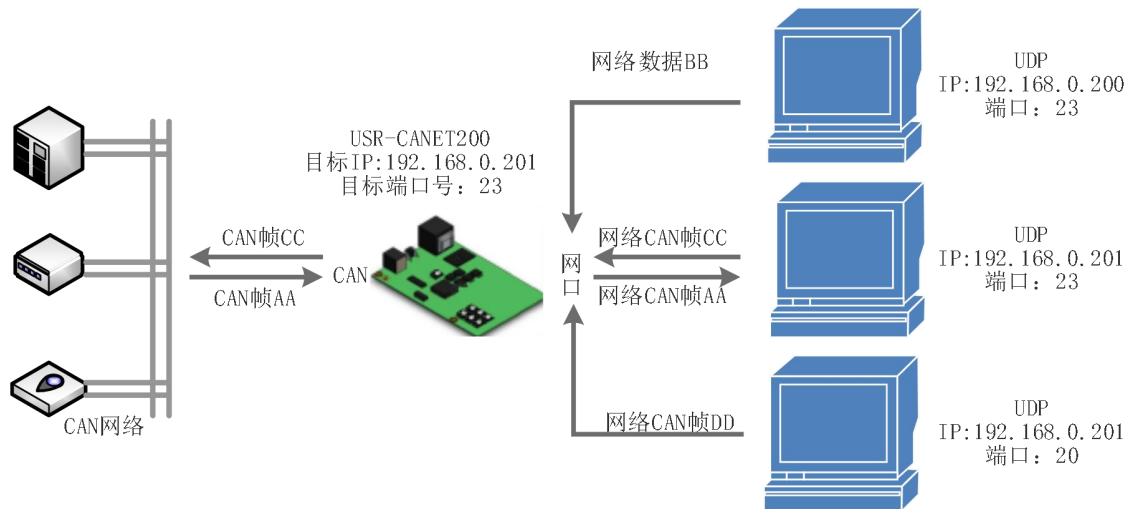 网络数据BB
UDP
IP:192.168.0.200
端口：23
USR-CANET200
目标IP:192.168.0.201
目标端口号：23
CAN帧CC
CAN帧AA
CAN
网口
网络CAN帧CC
网络CAN帧AA
UDP
IP:192.168.0.201
端口：23
CAN网络
网络CAN帧DD
UDP
IP:192.168.0.201
端口：20